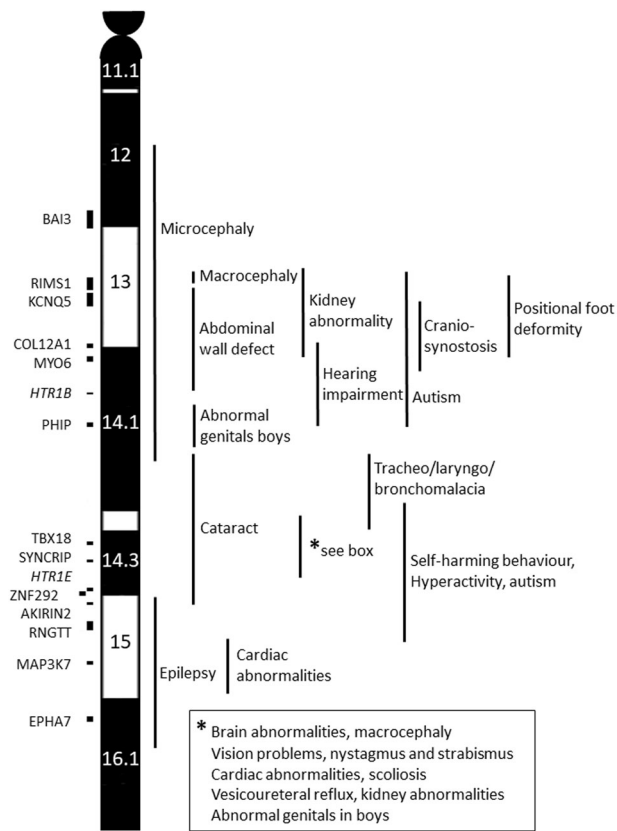 11.1
12
BAI3
Microcephaly
RIMS1
13
KCNQ5
Macrocephaly
Kidney
abnormality
Positional foot
deformity
Cranio-
synostosis
Abdominal
wall defect
COL12A1
MYO6
Hearing
impairment
HTR1B
Autism
PHIP
14.1
Abnormal
genitals boys
Tracheo/laryngo/
bronchomalacia
Cataract
TBX18
SYNCRIP
14.3
* see box
HTR1E
Self-harming behaviour,
Hyperactivity, autism
ZNF292
AKIRIN2
RNGTT
15
MAP3K7
Epilepsy
Cardiac
abnormalities
EPHA7
16.1
* Brain abnormalities, macrocephaly
Vision problems, nystagmus and strabismus
Cardiac abnormalities, scoliosis
Vesicoureteral reflux, kidney abnormalities
Abnormal genitals in boys